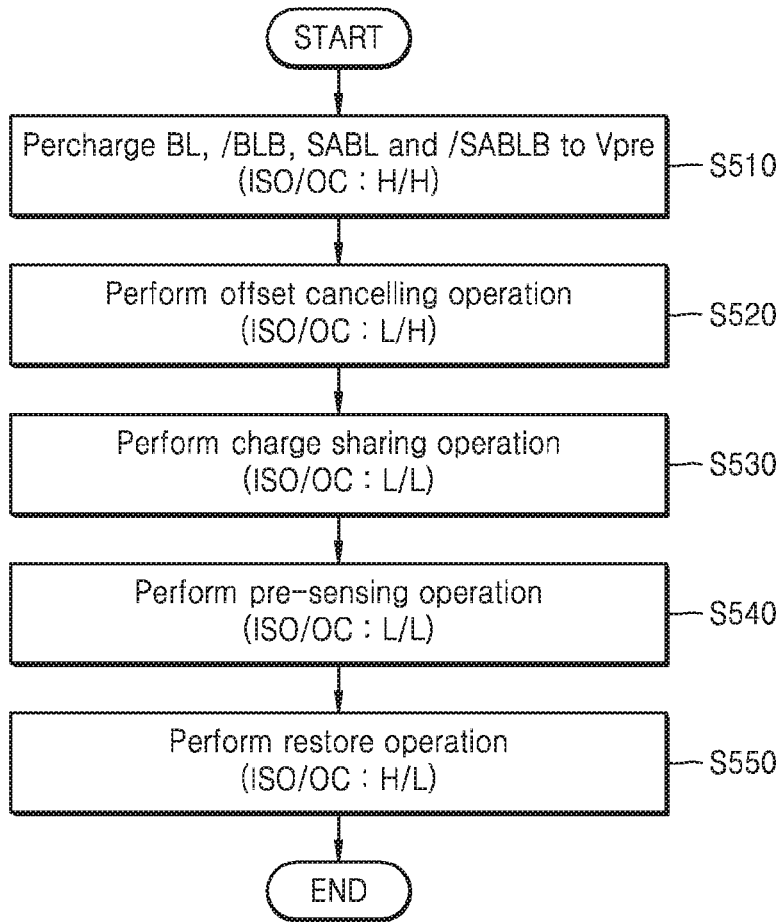 START
Percharge BL, /BLB, SABL and /SABLB to Vpre
(ISO/OC : H/H)
S510
Perform offset cancelling operation
(ISO/OC : L/H)
S520
Perform charge sharing operation
(ISO/OC : L/L)
S530
Perform pre-sensing operation
(ISO/OC : L/L)
S540
Perform restore operation
(ISO/OC : H/L)
S550
END